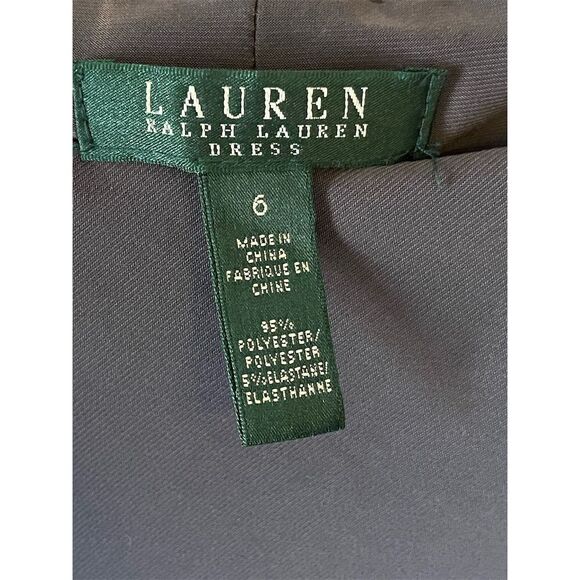 LAUREN
RALPH LAUREN
DRESS
6
MADE IN
CHINA
FABRIQUE EN
CHINE
95%
POLYESTER/
POLYESTER
5%ELASTANE/
ELASTHANNE